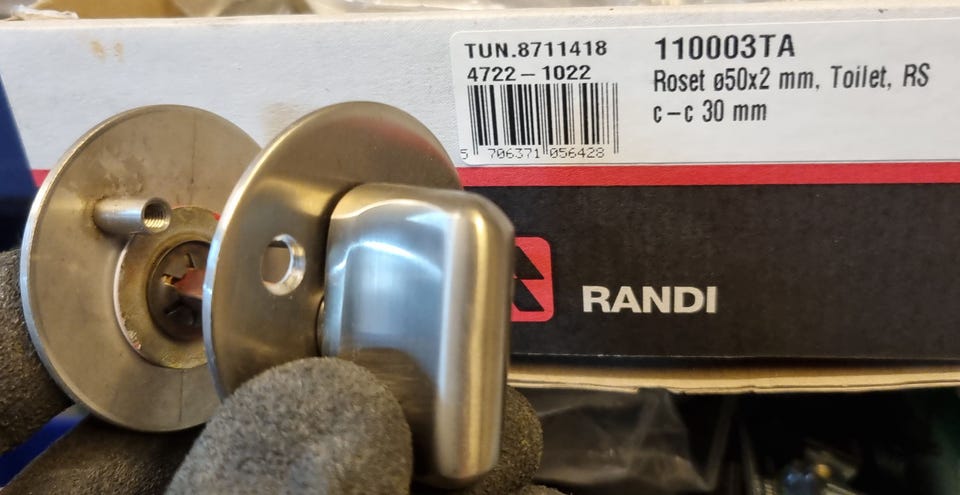 TUN.8711418
4722-1022
5 706371 056428
110003TA
Roset ø50x2 mm, Toilet, RS
c-c 30 mm
RANDI